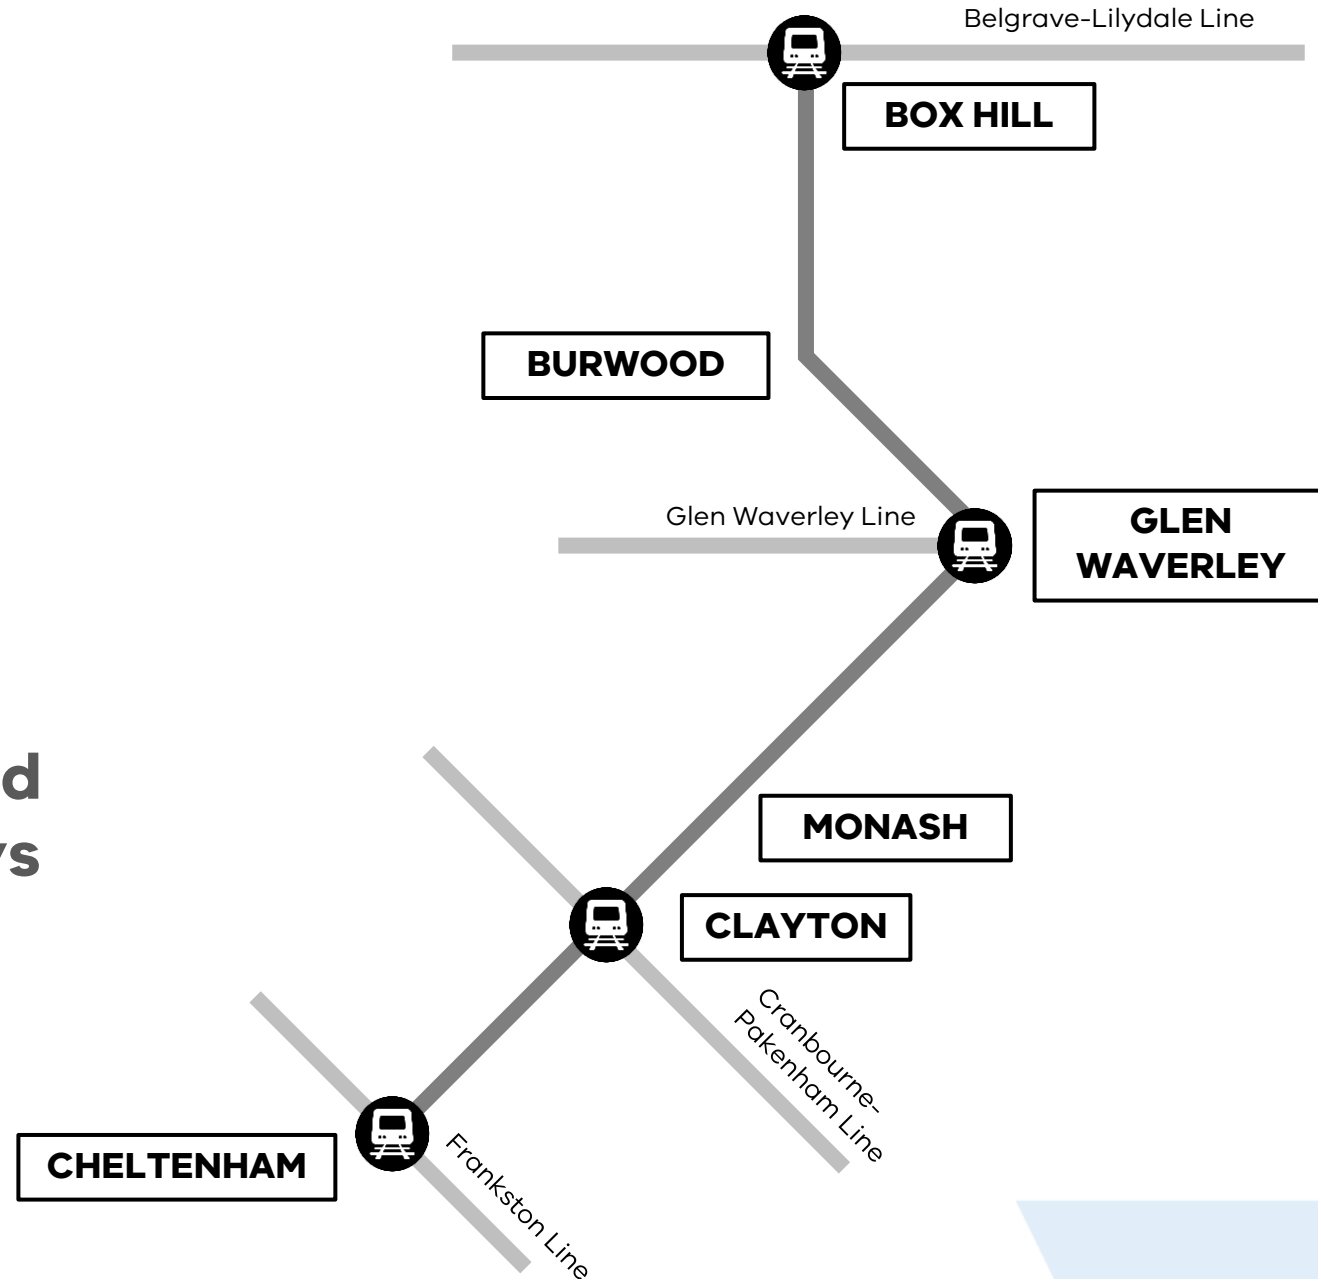 Belgrave-Lilydale Line
BOX HILL
BURWOOD
Glen Waverley Line
GLEN
WAVERLEY
MONASH
CLAYTON
Cranbourne-
Pakenham Line
CHELTENHAM
Frankston Line